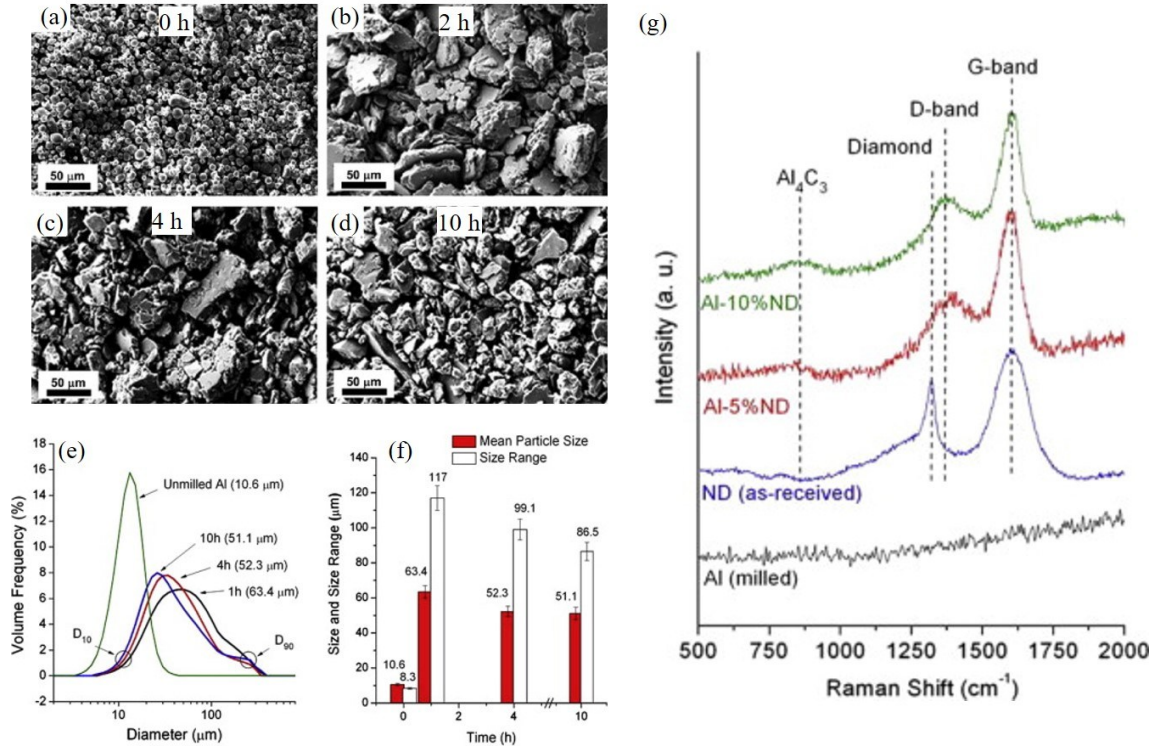 (a)
0 h
50 μm
(b)
2 h
50 μm
(c)
4 h
50 μm
(d)
10 h
50 μm
(e)
Volume Frequency (%)
18
16
14
12
10
8
6
4
2
0
-2
Unmilled Al (10.6 μm)
10h (51.1 μm)
4h (52.3 μm)
1h (63.4 μm)
D10
D90
10
100
Diameter (μm)
(f)
Mean Particle Size
Size Range
Size and Size Range (μm)
140
120
100
80
60
40
20
0
10.6
8.3
63.4
117
52.3
99.1
51.1
86.5
0
2
4
10
Time (h)
(g)
G-band
D-band
Diamond
Al4C3
Al-10%ND
Al-5%ND
ND (as-received)
Al (milled)
Intensity (a. u.)
500
750
1000
1250
1500
1750
2000
Raman Shift (cm-1)